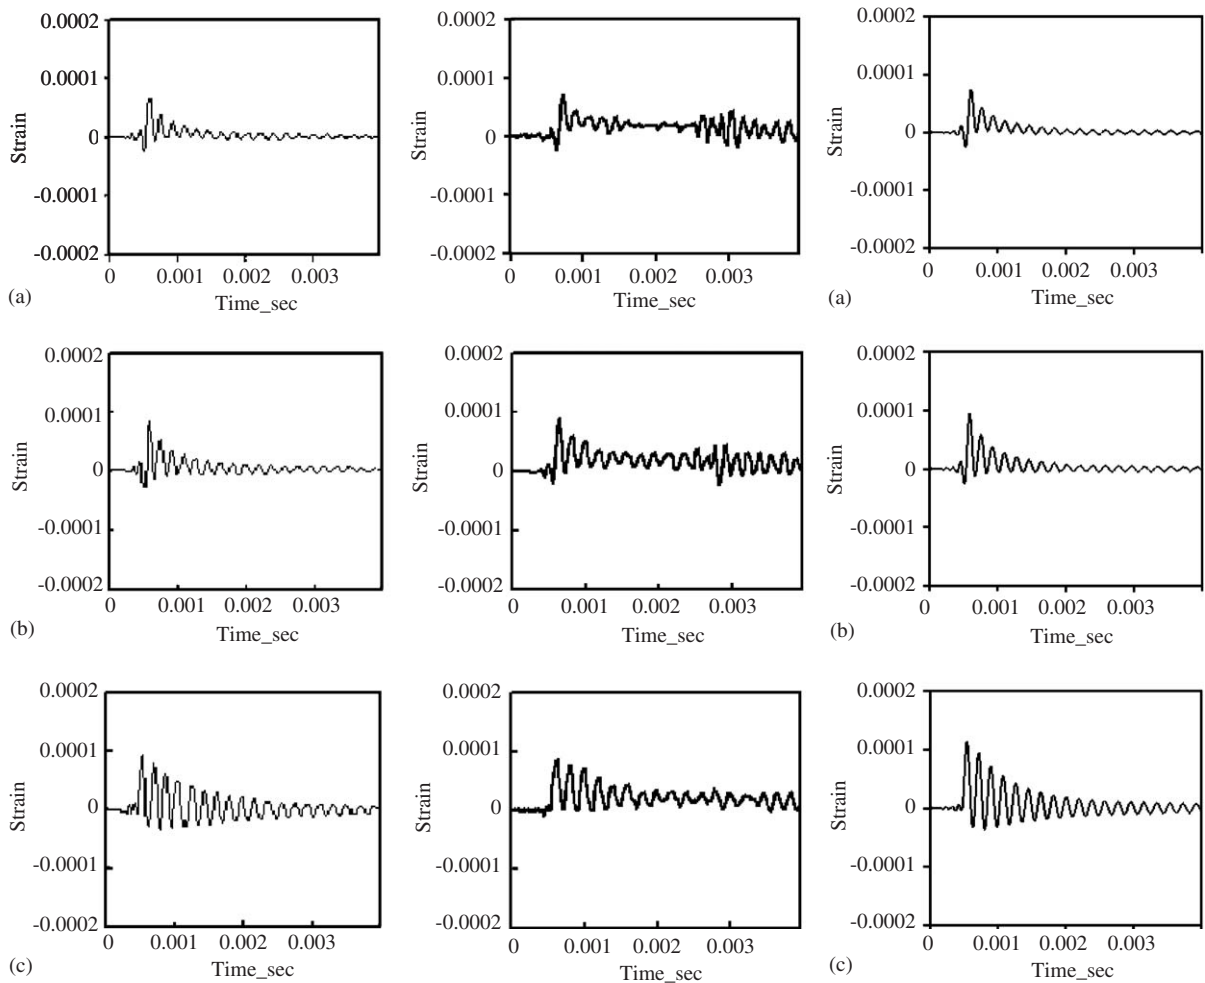 0.0002 0.0002 0.0002
0.0001 0.0001 0.0001
0 0 0
-0.0001 -0.0001 -0.0001
-0.0002 -0.0002 -0.0002
Strain Strain Strain
0 0.001 0.002 0.003 0 0.001 0.002 0.003 0 0.001 0.002 0.003
(a) Time_sec Time_sec (a) Time_sec
0.0002 0.0002 0.0002
0.0001 0.0001 0.0001
0 0 0
-0.0001 -0.0001 -0.0001
-0.0002 -0.0002 -0.0002
Strain Strain Strain
0 0.001 0.002 0.003 0 0.001 0.002 0.003 0 0.001 0.002 0.003
(b) Time_sec Time_sec (b) Time_sec
0.0002 0.0002 0.0002
0.0001 0.0001 0.0001
0 0 0
-0.0001 -0.0001 -0.0001
-0.0002 -0.0002 -0.0002
Strain Strain Strain
0 0.001 0.002 0.003 0 0.001 0.002 0.003 0 0.001 0.002 0.003
(c) Time_sec Time_sec (c) Time_sec